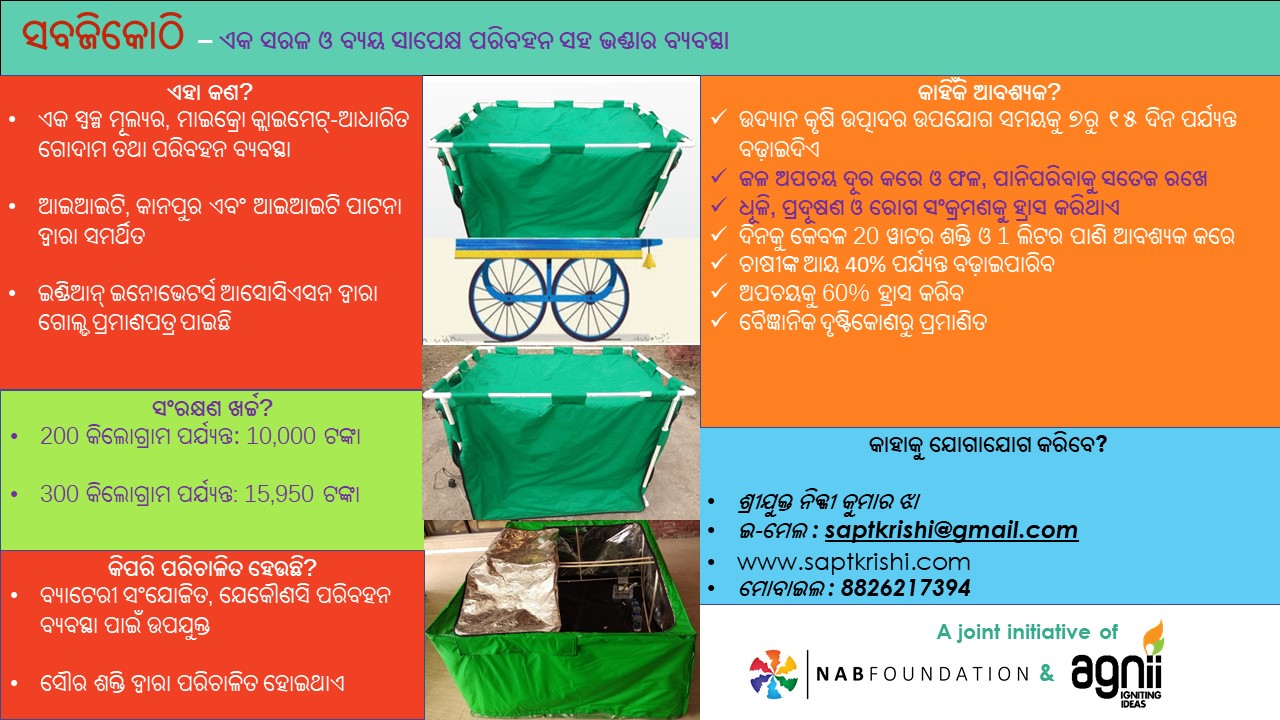 ସବଜିକୋଠି – ଏକ ସରଳ ଓ ବ୍ୟୟ ସାପେକ୍ଷ ପରିବହନ ସହ ଭଣ୍ଡାର ବ୍ୟବସ୍ଥା
ଏହା କଣ?
• ଏକ ସ୍ୱଳ୍ପ ମୂଲ୍ୟର, ମାଇକ୍ରୋ କ୍ଲାଇମେଟ୍-ଆଧାରିତ
ଗୋଦାମ ତଥା ପରିବହନ ବ୍ୟବସ୍ଥା
• ଆଇଆଇଟି, କାନପୁର ଏବଂ ଆଇଆଇଟି ପାଟନା
ଦ୍ୱାରା ସମର୍ଥିତ
• ଇଣ୍ଡିଆନ୍ ଇନୋଭେଟର୍ସ ଆସୋସିଏସନ ଦ୍ୱାରା
ଗୋଲ୍ଡ ପ୍ରମାଣପତ୍ର ପାଇଛି
ସଂରକ୍ଷଣ ଖର୍ଚ୍ଚ?
• 200 କିଲୋଗ୍ରାମ ପର୍ଯ୍ୟନ୍ତ: 10,000 ଟଙ୍କା
• 300 କିଲୋଗ୍ରାମ ପର୍ଯ୍ୟନ୍ତ: 15,950 ଟଙ୍କା
କିପରି ପରିଚାଳିତ ହେଉଛି?
• ବ୍ୟାଟେରୀ ସଂଯୋଜିତ, ଯେକୌଣସି ପରିବହନ
ବ୍ୟବସ୍ଥା ପାଇଁ ଉପଯୁକ୍ତ
• ସୌର ଶକ୍ତି ଦ୍ୱାରା ପରିଚାଳିତ ହୋଇଥାଏ
କାହିଁକି ଆବଶ୍ୟକ?
✓ ଉଦ୍ୟାନ କୃଷି ଉତ୍ପାଦର ଉପଯୋଗ ସମୟକୁ ୭ରୁ ୧୫ ଦିନ ପର୍ଯ୍ୟନ୍ତ
ବଢ଼ାଇଦିଏ
✓ ଜଳ ଅପଚୟ ଦୂର କରେ ଓ ଫଳ, ପାନିପରିବାକୁ ସତେଜ ରଖେ
✓ ଧୂଳି, ପ୍ରଦୂଷଣ ଓ ରୋଗ ସଂକ୍ରମଣକୁ ହ୍ରାସ କରିଥାଏ
✓ ଦିନକୁ କେବଳ 20 ୱାଟର ଶକ୍ତି ଓ 1 ଲିଟର ପାଣି ଆବଶ୍ୟକ କରେ
✓ ଚାଷୀଙ୍କ ଆୟ 40% ପର୍ଯ୍ୟନ୍ତ ବଢ଼ାଇପାରିବ
✓ ଅପଚୟକୁ 60% ହ୍ରାସ କରିବ
✓ ବୈଜ୍ଞାନିକ ଦୃଷ୍ଟିକୋଣରୁ ପ୍ରମାଣିତ
କାହାକୁ ଯୋଗାଯୋଗ କରିବେ?
• ଶ୍ରୀଯୁକ୍ତ ନିକ୍କୀ କୁମାର ଝା
• ଇ-ମେଲ : saptkrishi@gmail.com
• www.saptkrishi.com
• ମୋବାଇଲ : 8826217394
A joint initiative of
NABFOUNDATION & agnii
IGNITING
IDEAS